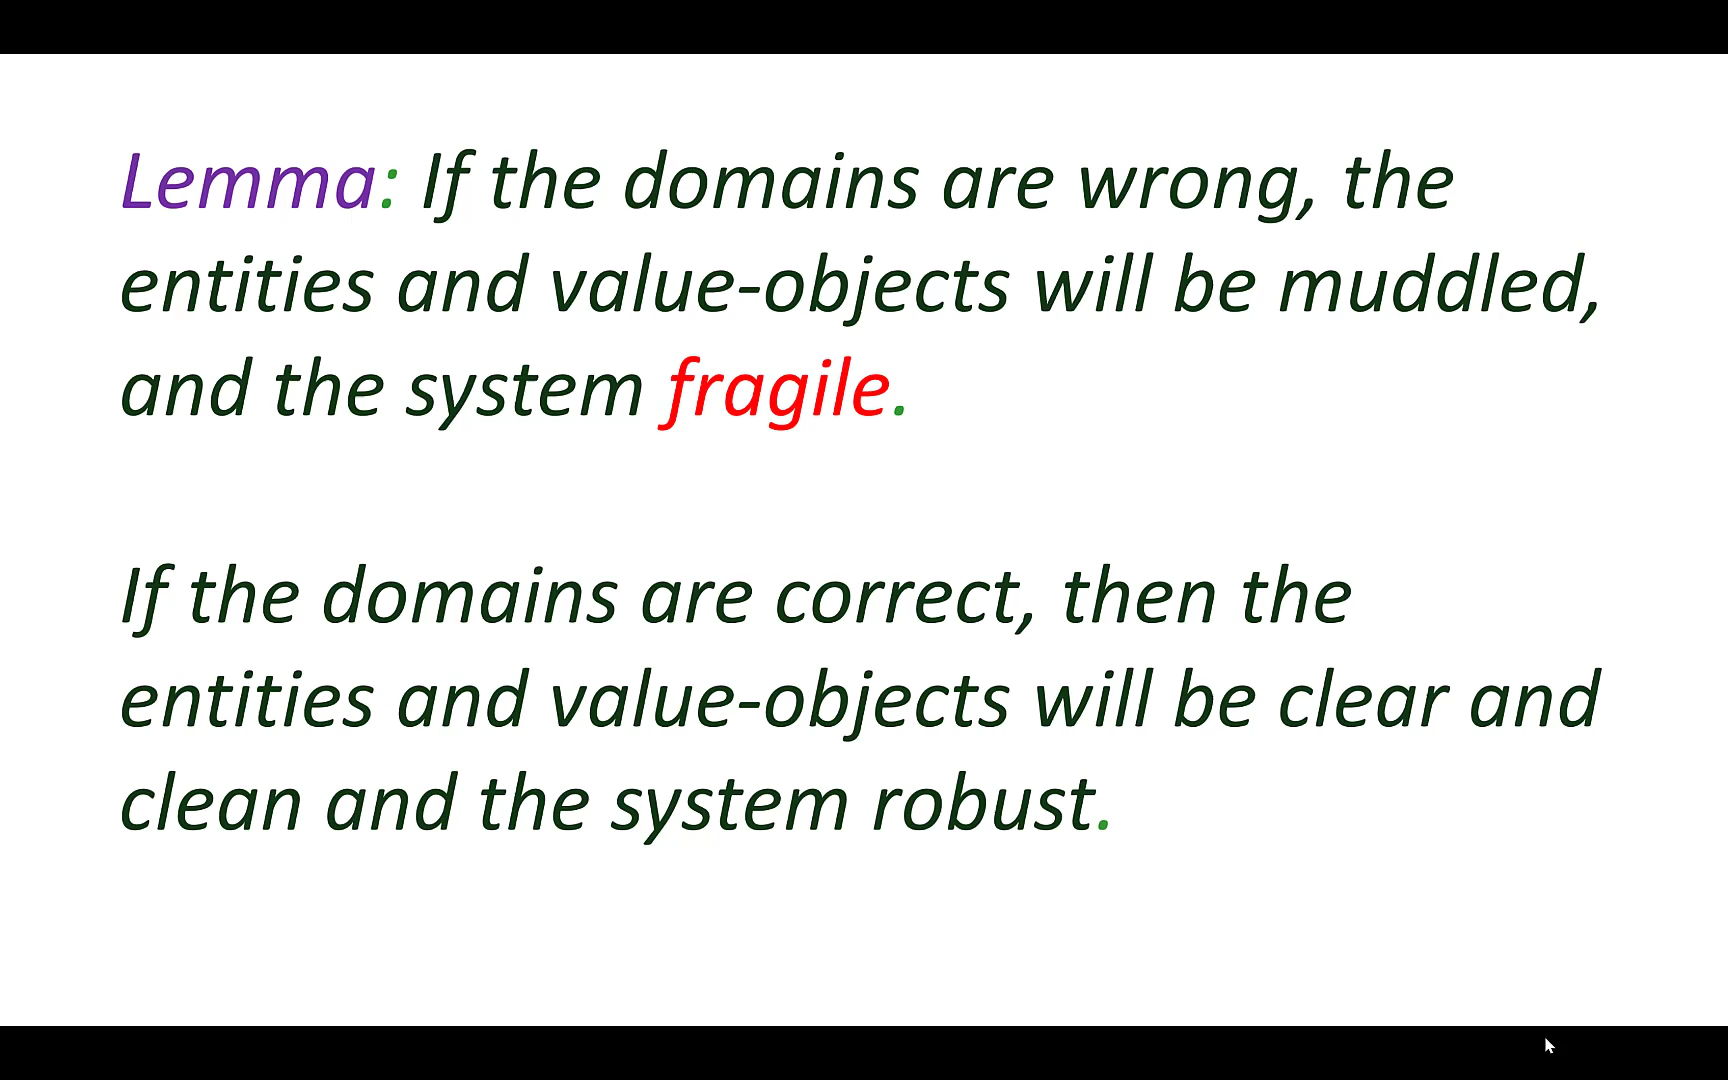 Lemma: If the domains are wrong, the
entities and value-objects will be muddled,
and the system fragile.
If the domains are correct, then the
entities and value-objects will be clear and
clean and the system robust.